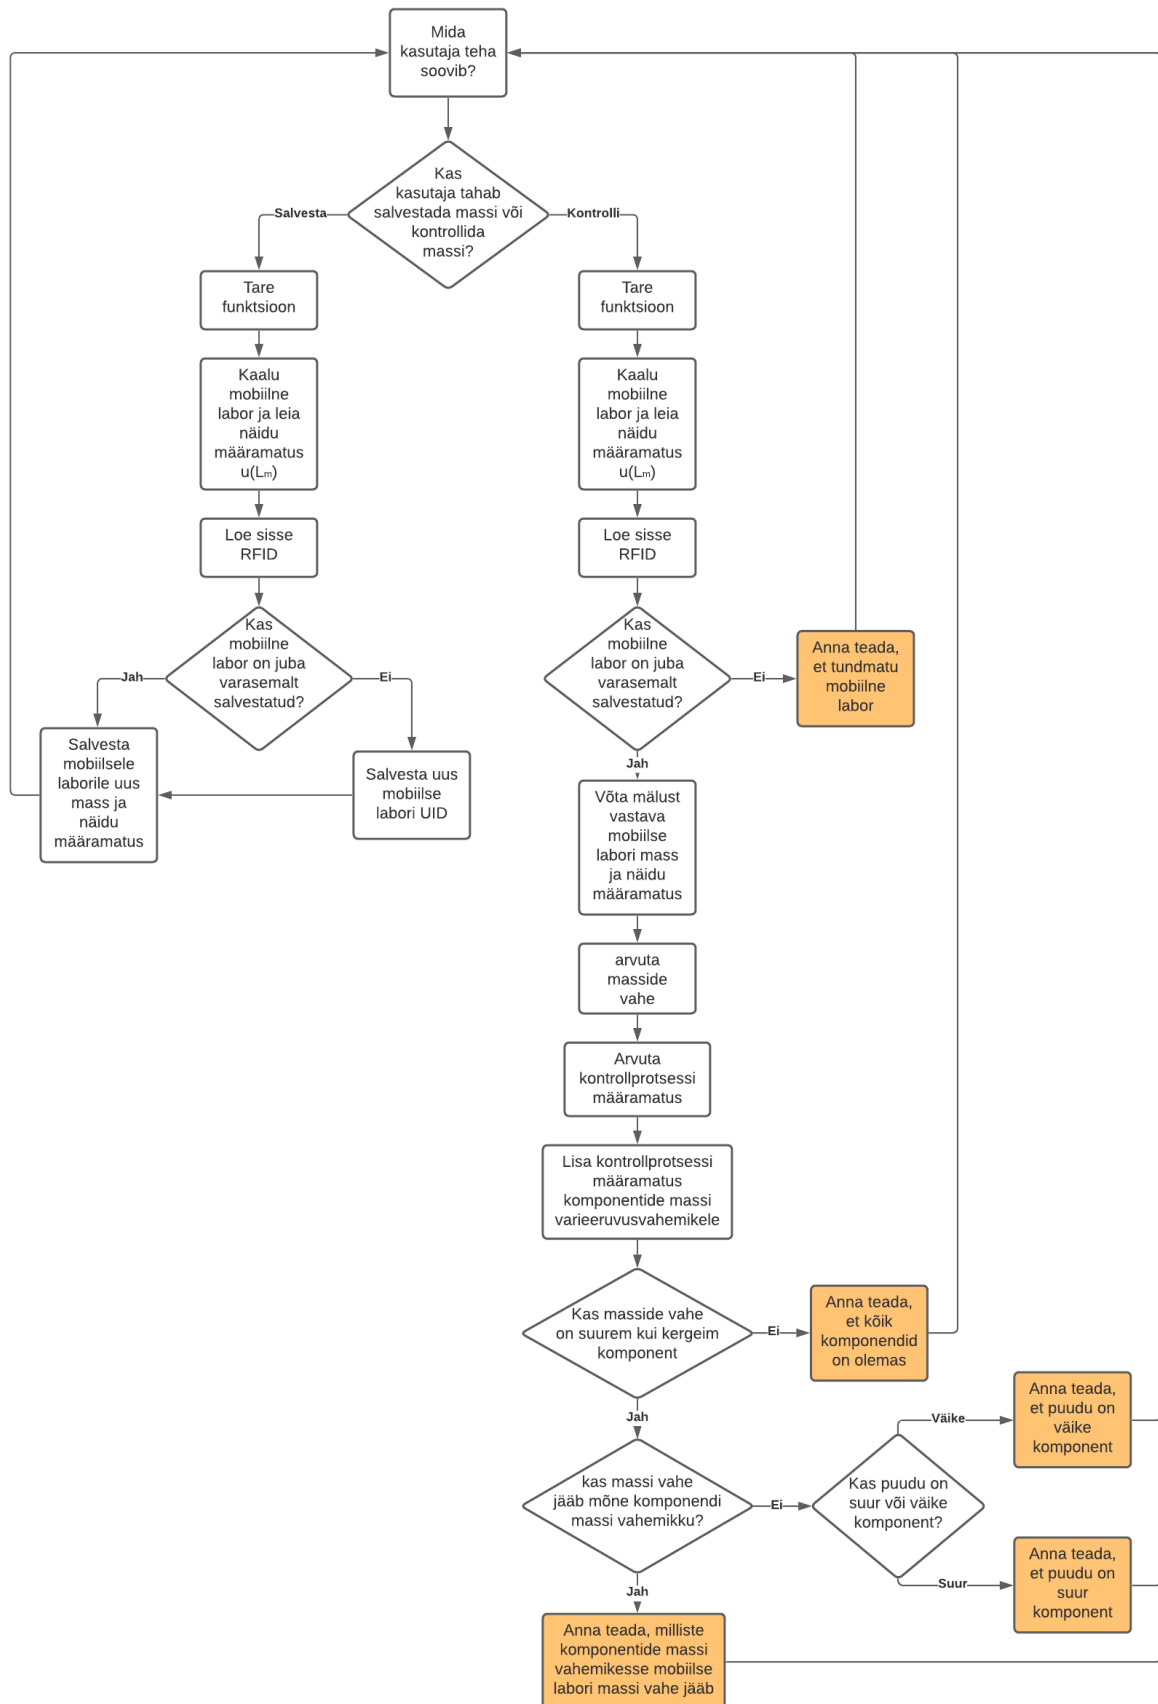 Mida
kasutaja teha
soovib?
Kas
kasutaja tahab
salvestada massi või
kontrollida
massi?
Salvesta
Kontrolli
Tare
funktsioon
Kaalu
mobiilne
labor ja leia
näidu
määramatus
u(Lₘ)
Loe sisse
RFID
Kas
mobiilne
labor on juba
varasemalt
salvestatud?
Jah
Ei
Salvesta
mobiilsele
laborile uus
mass ja
näidu
määramatus
Salvesta uus
mobiilse
labori UID
Tare
funktsioon
Kaalu
mobiilne
labor ja leia
näidu
määramatus
u(Lₘ)
Loe sisse
RFID
Kas
mobiilne
labor on juba
varasemalt
salvestatud?
Ei
Anna teada,
et tundmatu
mobiilne
labor
Jah
Võta mälust
vastava
mobiilse
labori mass
ja näidu
määramatus
arvuta
masside
vahe
Arvuta
kontrollprotsessi
määramatus
Lisa kontrollprotsessi
määramatus
komponentide massi
varieeruvusvahemikele
Kas masside vahe
on suurem kui kergeim
komponent
Ei
Anna teada,
et kõik
komponendid
on olemas
Jah
kas massi vahe
jääb mõne komponendi
massi vahemikku?
Ei
Kas puudu on
suur või väike
komponent?
Väike
Anna teada,
et puudu on
väike
komponent
Suur
Anna teada,
et puudu on
suur
komponent
Jah
Anna teada, milliste
komponentide massi
vahemikesse mobiilse
labori massi vahe jääb